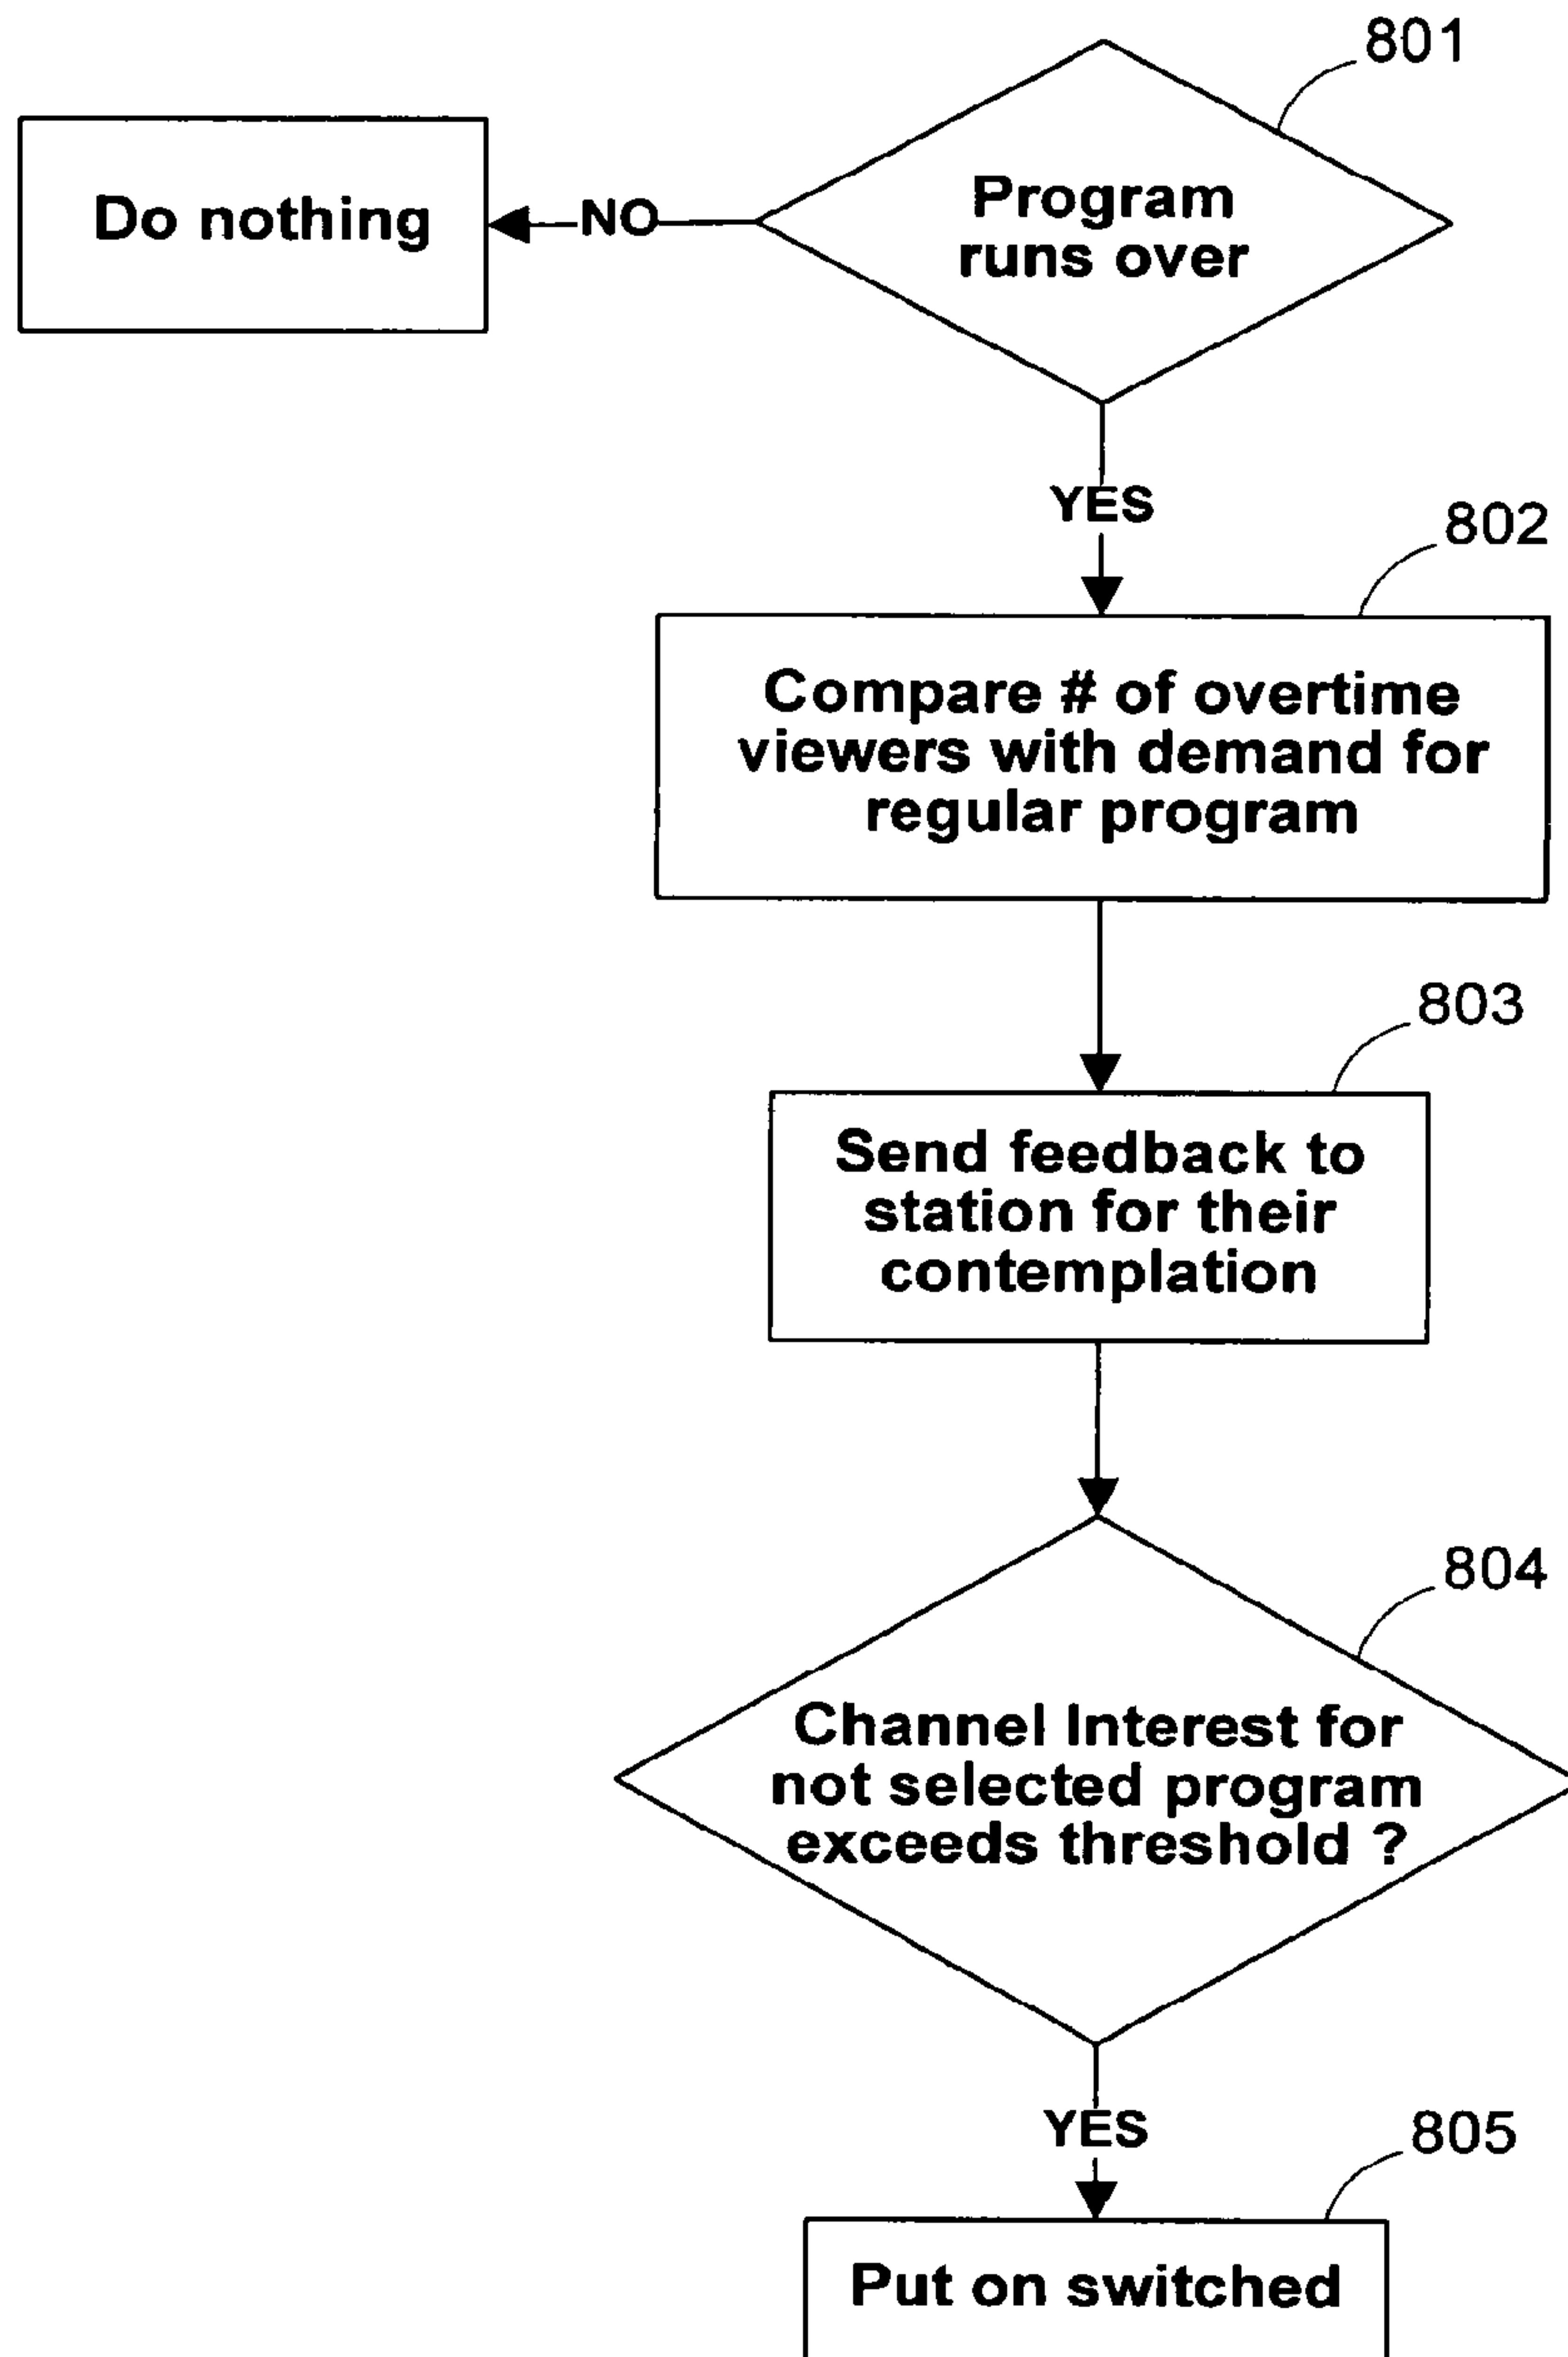 801
Program
runs over
NO
Do nothing
YES
802
Compare # of overtime
viewers with demand for
regular program
803
Send feedback to
station for their
contemplation
804
Channel Interest for
not selected program
exceeds threshold ?
YES
805
Put on switched